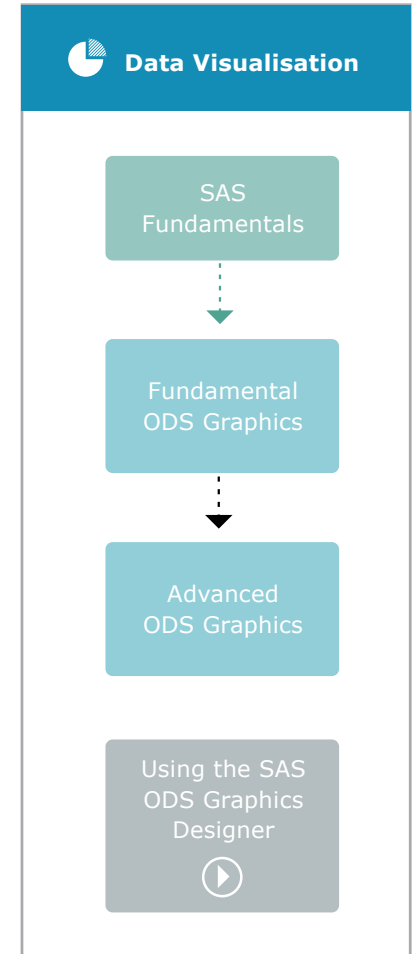 Data Visualisation
SAS
Fundamentals
Fundamental
ODS Graphics
Advanced
ODS Graphics
Using the SAS
ODS Graphics
Designer